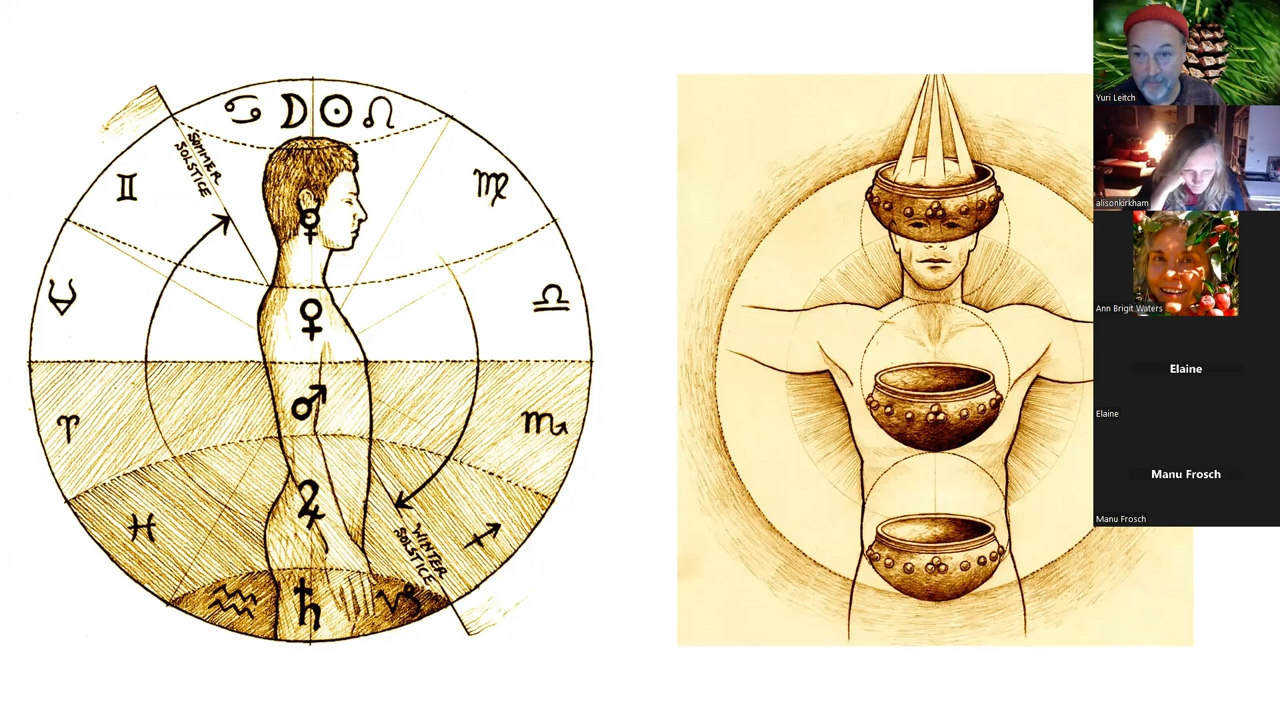 SUMMER
SOLSTICE
WINTER
SOLSTICE
Yuri Leitch
alisonkirkham
Ann Brigit Waters
Elaine
Elaine
Manu Frosch
Manu Frosch